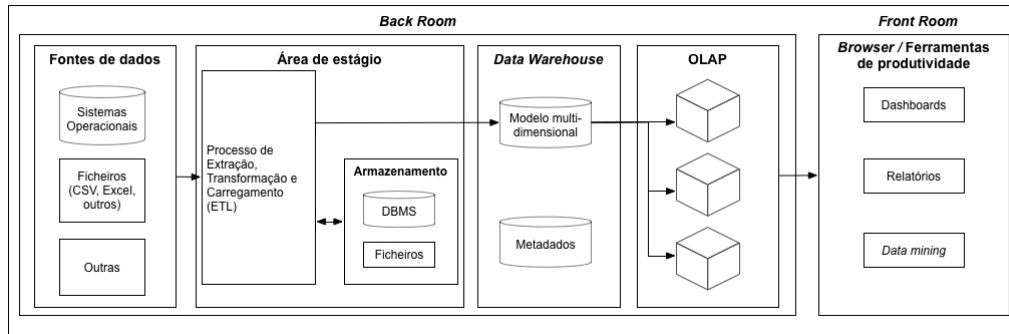 Back Room
Front Room
Fontes de dados
Sistemas
Operacionais
Ficheiros
(CSV, Excel,
outros)
Outras
Área de estágio
Processo de
Extração,
Transformação e
Carregamento
(ETL)
Armazenamento
DBMS
Ficheiros
Data Warehouse
Modelo multi-
dimensional
Metadados
OLAP
Browser / Ferramentas
de produtividade
Dashboards
Relatórios
Data mining